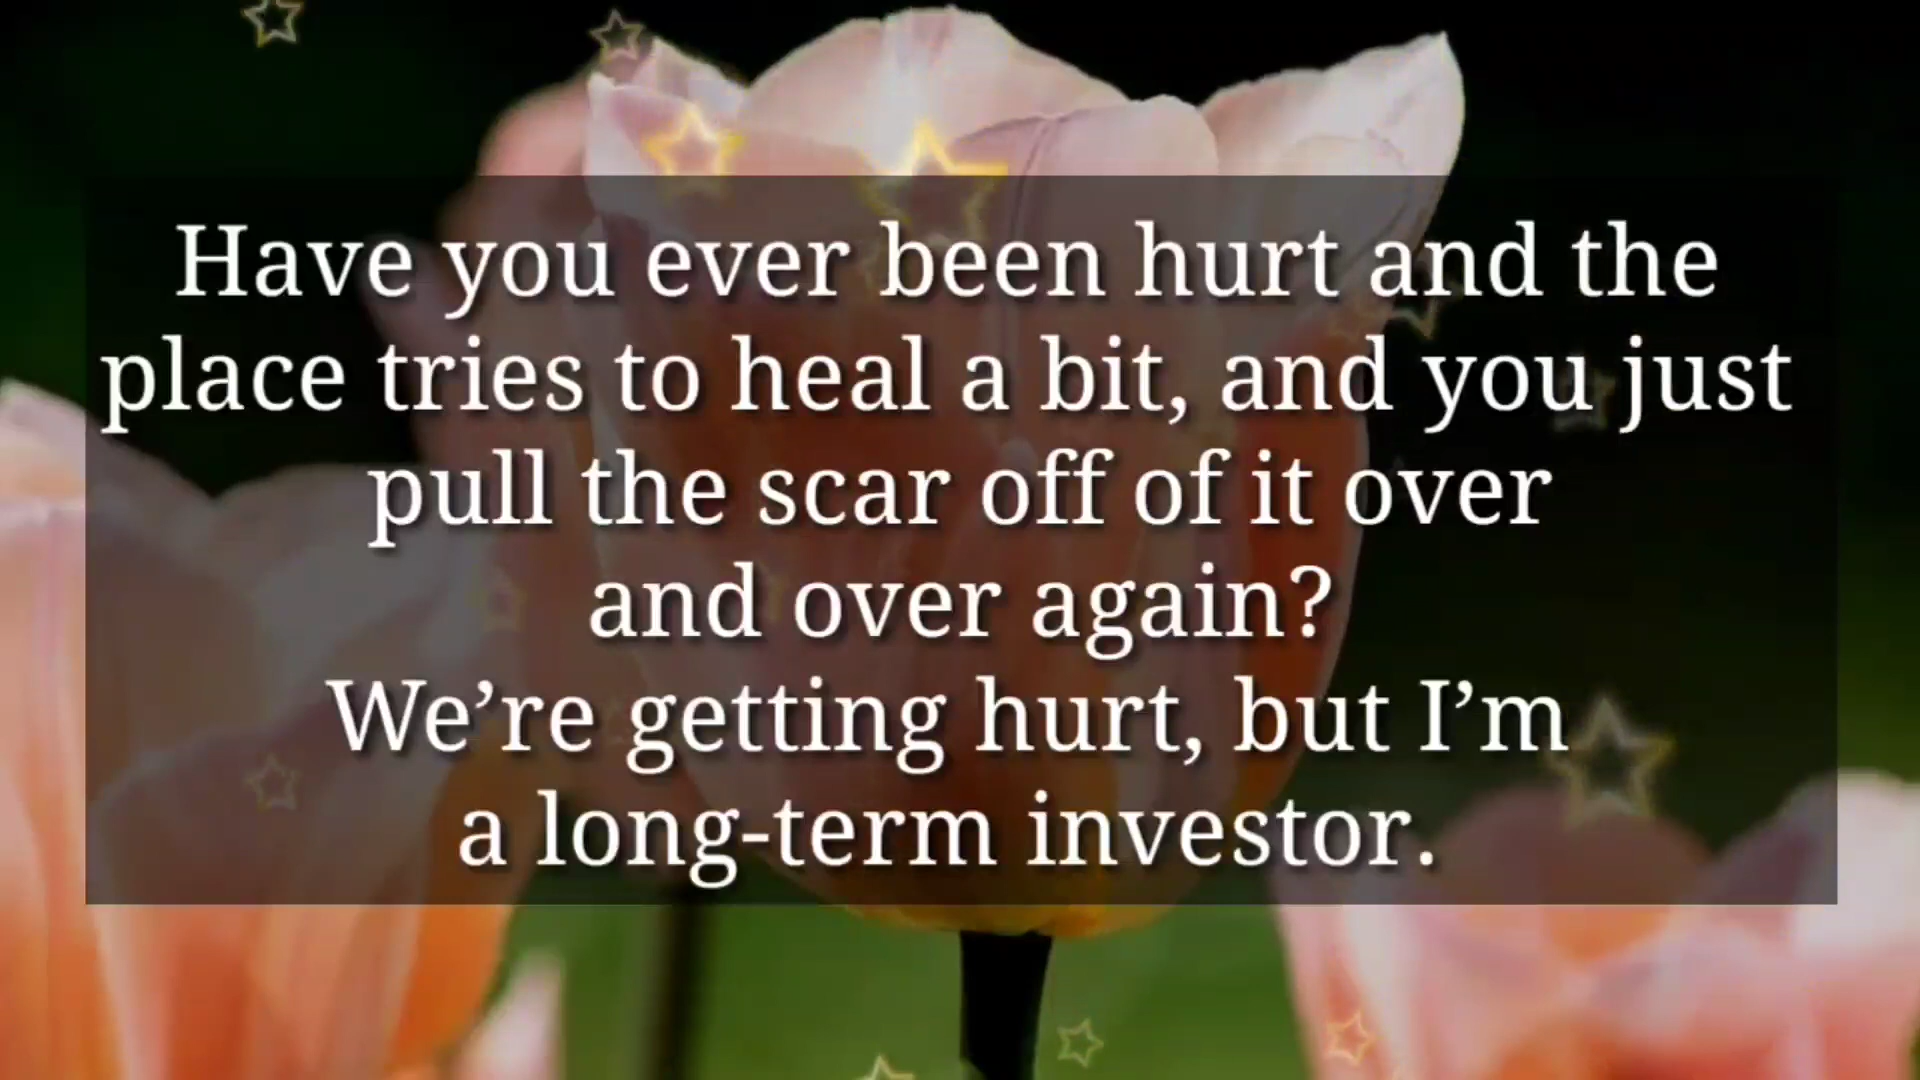 Have you ever been hurt and the
place tries to heal a bit, and you just
pull the scar off of it over
and over again?
We’re getting hurt, but I’m
a long-term investor.